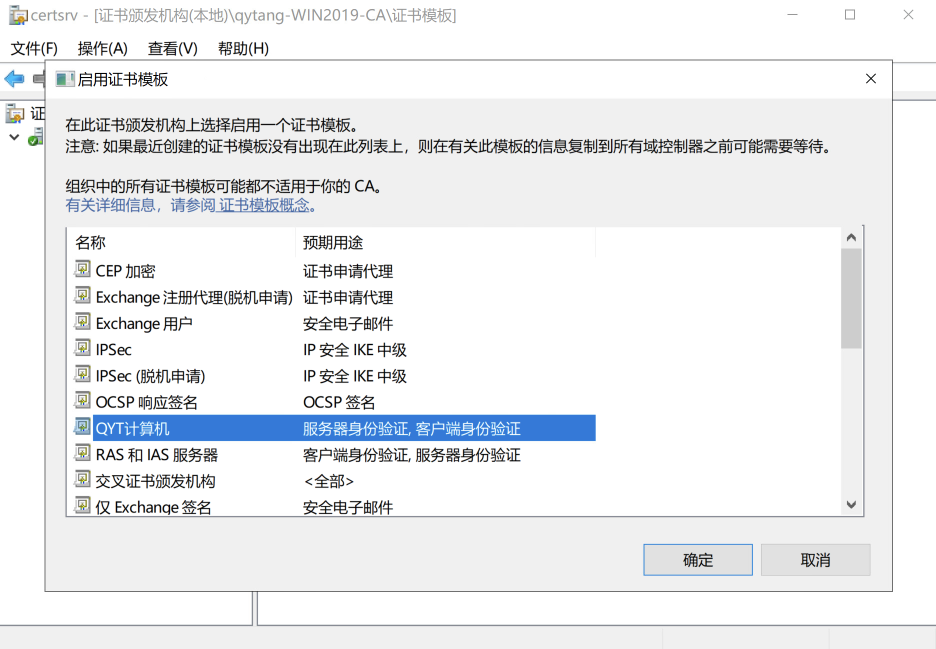 certsrv - [证书颁发机构(本地)\qytang-WIN2019-CA\证书模板]
文件(F) 操作(A) 查看(V) 帮助(H)
启用证书模板
证
在此证书颁发机构上选择启用一个证书模板。
注意: 如果最近创建的证书模板没有出现在此列表上，则在有关此模板的信息复制到所有域控制器之前可能需要等待。
组织中的所有证书模板可能都不适用于你的 CA。
有关详细信息，请参阅 证书模板概念。
名称 预期用途
CEP 加密 证书申请代理
Exchange 注册代理(脱机申请) 证书申请代理
Exchange 用户 安全电子邮件
IPSec IP 安全 IKE 中级
IPSec (脱机申请) IP 安全 IKE 中级
OCSP 响应签名 OCSP 签名
QYT计算机 服务器身份验证, 客户端身份验证
RAS 和 IAS 服务器 客户端身份验证, 服务器身份验证
交叉证书颁发机构 <全部>
仅 Exchange 签名 安全电子邮件
确定 取消